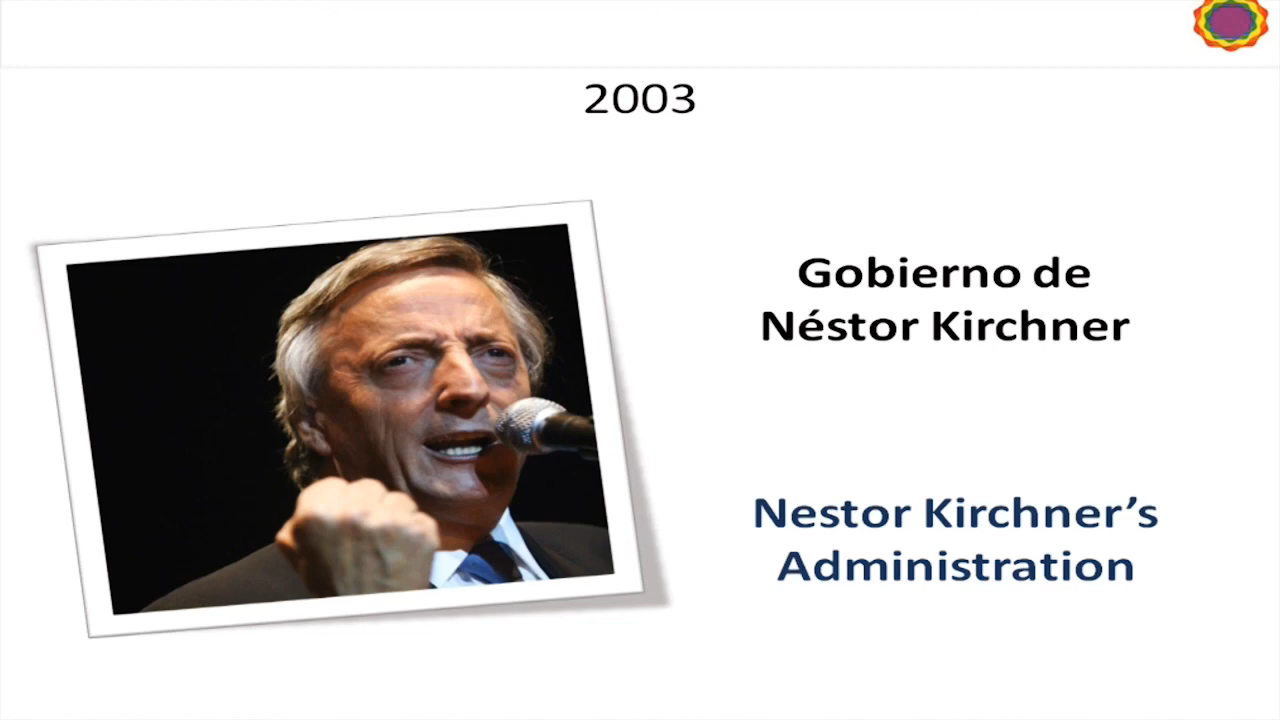 2003
Gobierno de
Néstor Kirchner
Nestor Kirchner’s
Administration